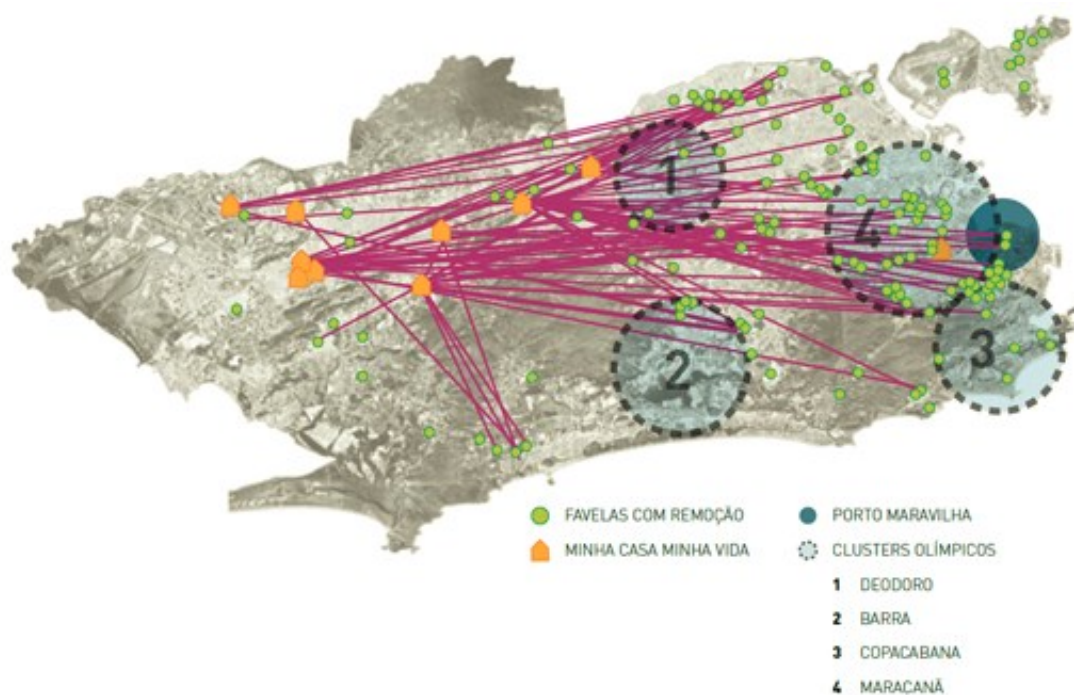 1
4
2
3
FAVELAS COM REMOÇÃO
MINHA CASA MINHA VIDA
PORTO MARAVILHA
CLUSTERS OLÍMPICOS
1 DEODORO
2 BARRA
3 COPACABANA
4 MARACANÃ